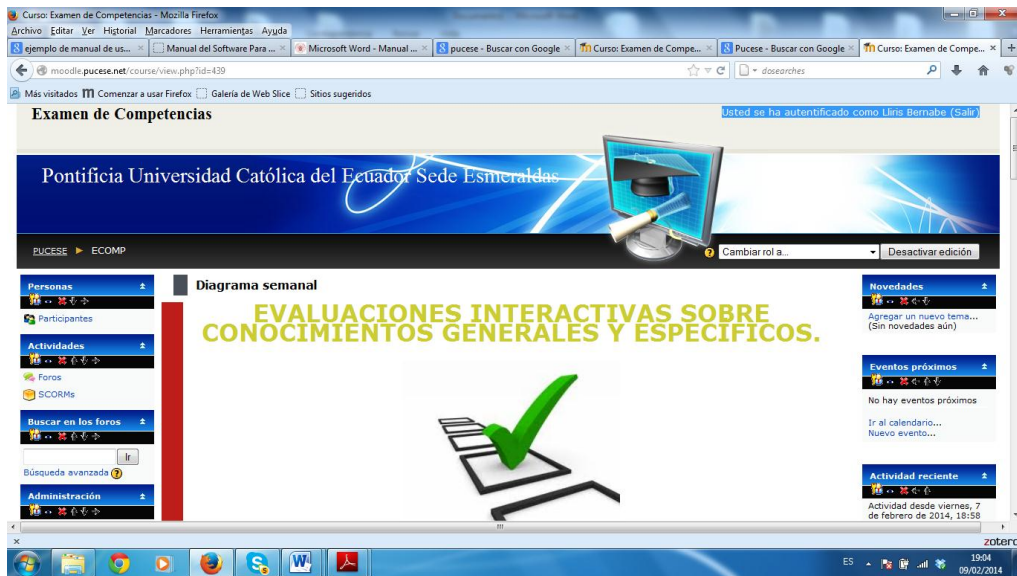 Curso: Examen de Competencias - Mozilla Firefox
Archivo Editar Ver Historial Marcadores Herramientas Ayuda
ejemplo de manual de us... Manual del Software Para ... Microsoft Word - Manual ... pucese - Buscar con Google Curso: Examen de Compe... Pucese - Buscar con Google Curso: Examen de Compe...
moodle.pucese.net/course/view.php?id=439 dosearches
Más visitados Comenzar a usar Firefox Galería de Web Slice Sitios sugeridos
Examen de Competencias Usted se ha autentificado como Lliris Bernabe (Salir)
Pontificia Universidad Católica del Ecuador Sede Esmeraldas
PUCESE ► ECOMP Cambiar rol a... Desactivar edición
Personas
Participantes
Actividades
Foros
SCORMs
Buscar en los foros
Ir
Búsqueda avanzada
Administración
Diagrama semanal
EVALUACIONES INTERACTIVAS SOBRE
CONOCIMIENTOS GENERALES Y ESPECIFICOS.
Novedades
Agregar un nuevo tema...
(Sin novedades aún)
Eventos próximos
No hay eventos próximos
Ir al calendario...
Nuevo evento...
Actividad reciente
Actividad desde viernes, 7
de febrero de 2014, 18:58
zotero
ES 19:04
09/02/2014